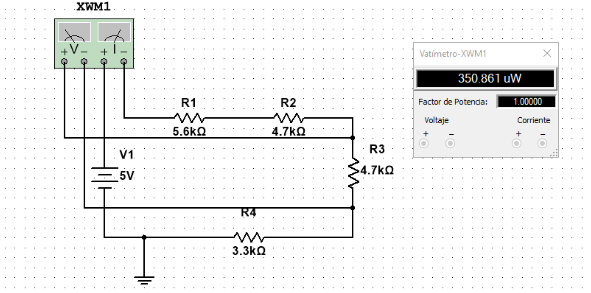 XWM1
V I
+ − + −
R1
5.6kΩ
R2
4.7kΩ
R3
4.7kΩ
V1
5V
R4
3.3kΩ
Vatímetro-XWM1
350.861 uW
Factor de Potencia: 1.00000
Voltaje Corriente
+ − + −